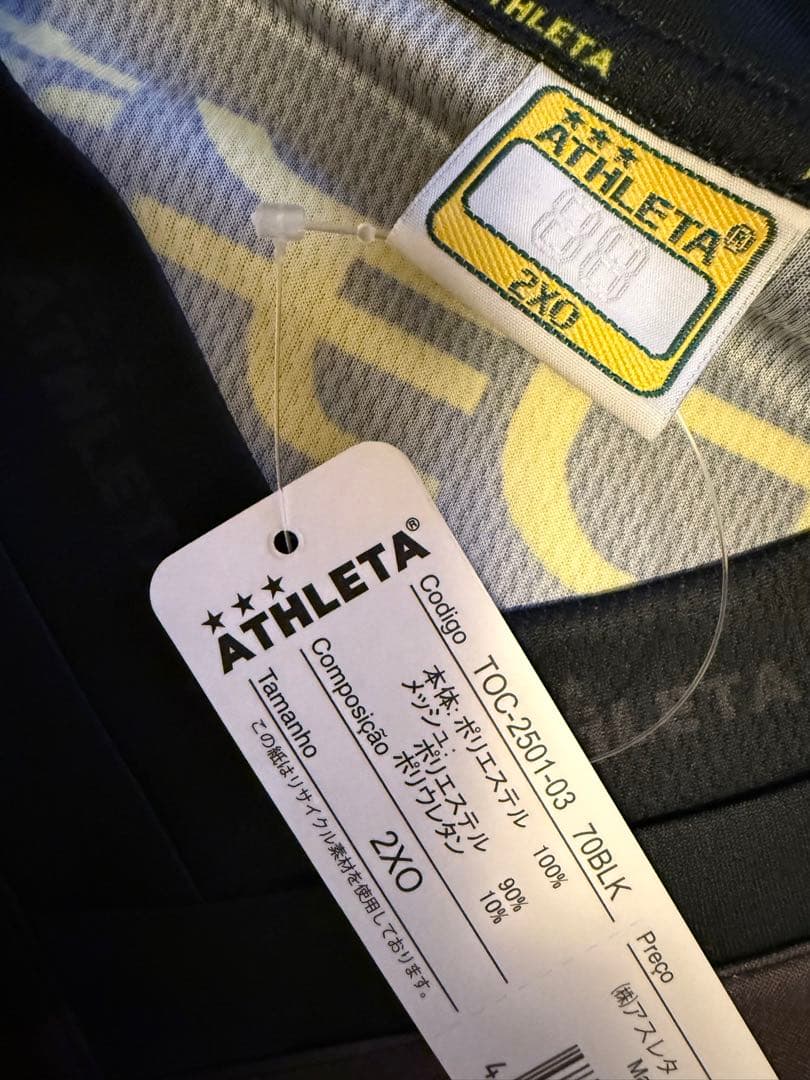 ATHLETA
ATHLETA®
88
2XO
ATHLETA®
Codigo TOC-2501-03 70BLK
Composição
本体: ポリエステル 100%
メッシュ:
ポリエステル 90%
ポリウレタン 10%
Tamanho 2XO
この紙はリサイクル素材を使用しております。
Preço
㈱アスレタ
4
ATHLETA